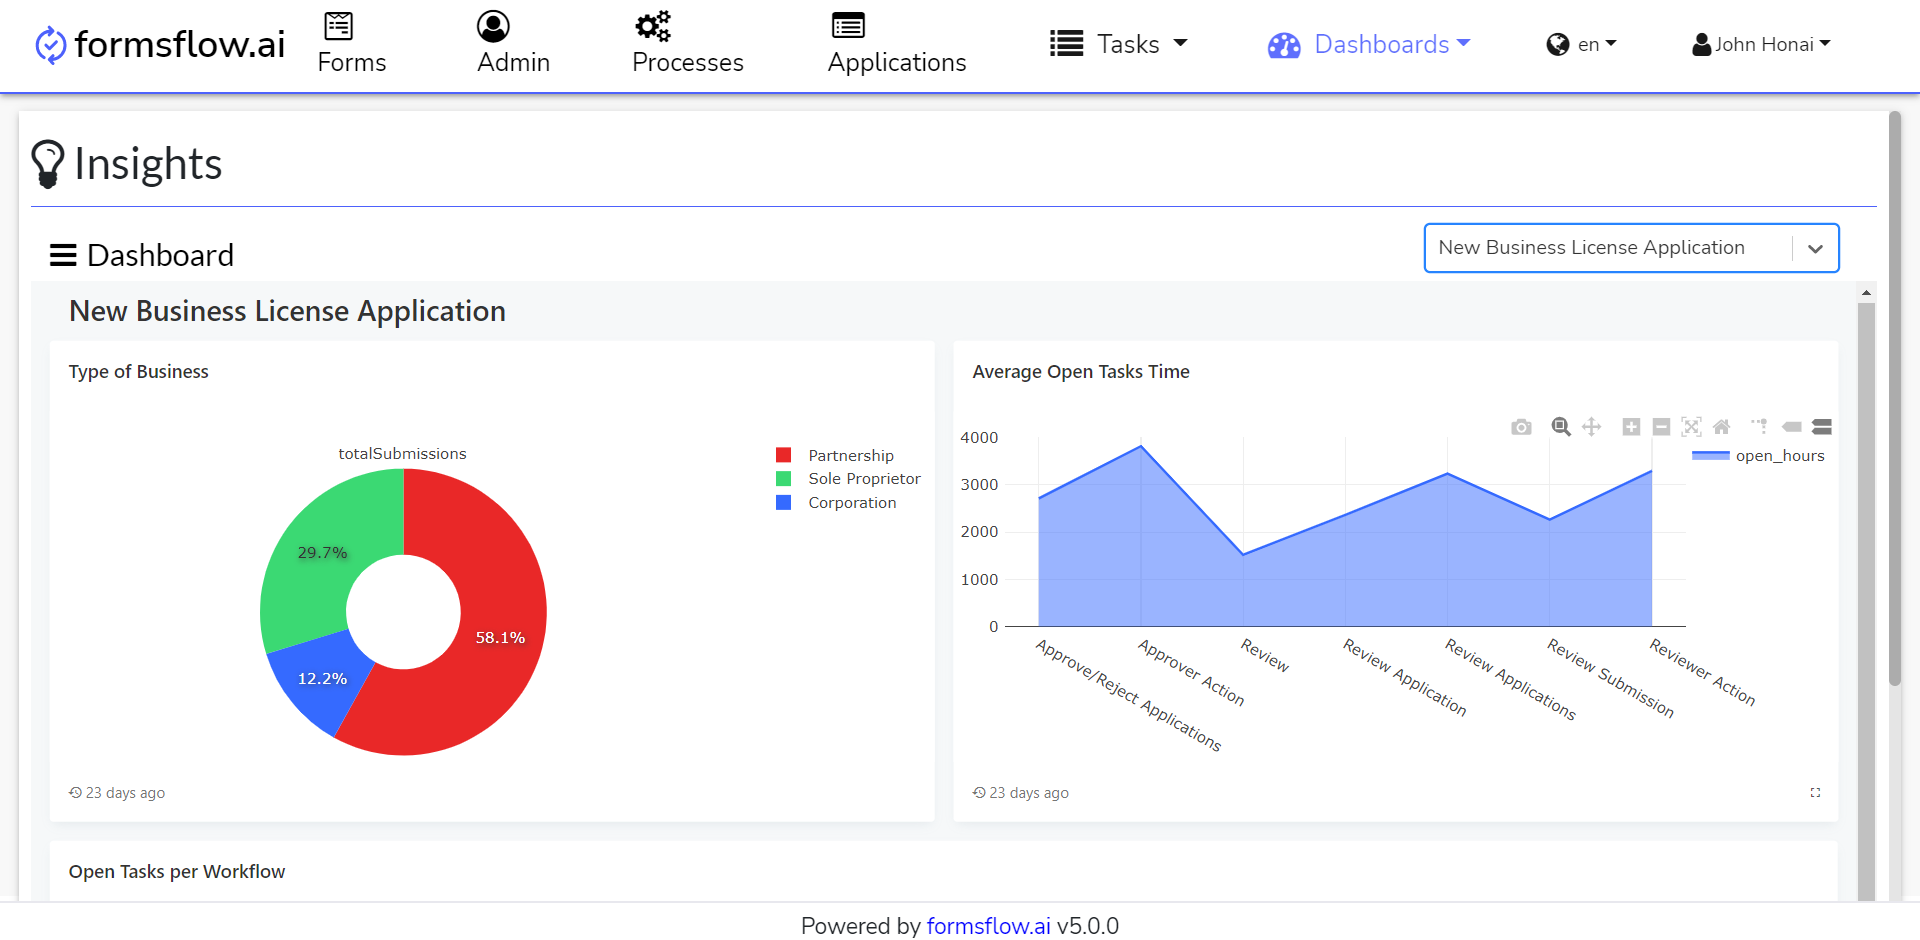 formsflow.ai
Forms
Admin
Processes
Applications
Tasks
Dashboards
en
John Honai
Insights
Dashboard
New Business License Application
New Business License Application
Type of Business
totalSubmissions
29.7%
58.1%
12.2%
Partnership
Sole Proprietor
Corporation
23 days ago
Average Open Tasks Time
4000
3000
2000
1000
0
open_hours
Approve/Reject Applications
Approver Action
Review
Review Application
Review Applications
Review Submission
Reviewer Action
23 days ago
Open Tasks per Workflow
Powered by formsflow.ai v5.0.0